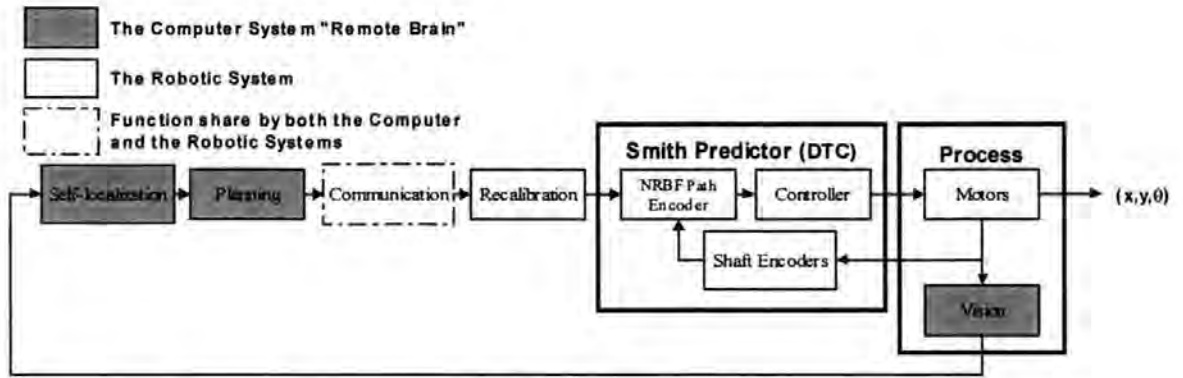 The Computer System "Remote Brain"
The Robotic System
Function share by both the Computer
and the Robotic Systems
Smith Predictor (DTC)
Process
Self-localization
Planning
Communication
Recalibration
NRBF Path
Encoder
Controller
Motors
(x,y,θ)
Shaft Encoders
Vision